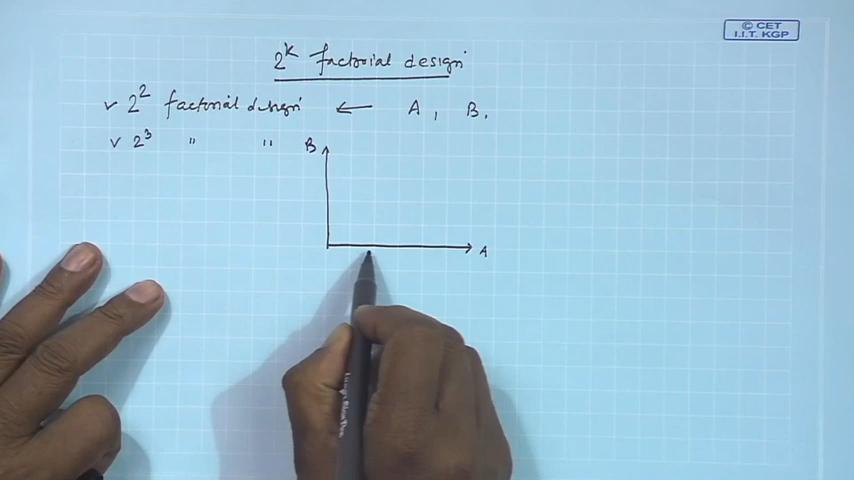 © CET
I.I.T. KGP
2^k factorial design
✓ 2^2 factorial design ← A, B.
✓ 2^3 " "
B
A